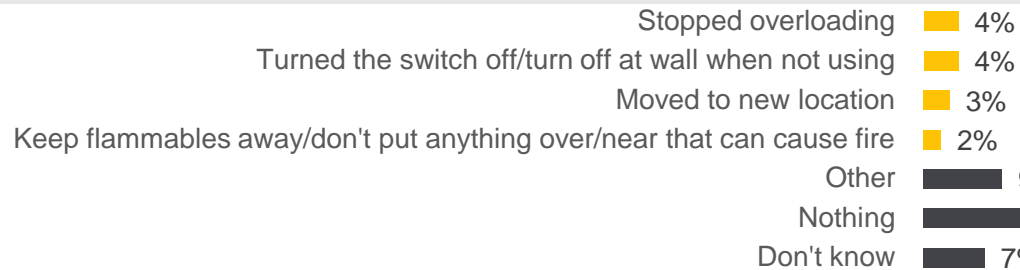 Stopped overloading 4%
Turned the switch off/turn off at wall when not using 4%
Moved to new location 3%
Keep flammables away/don't put anything over/near that can cause fire 2%
Other
Nothing
Don't know 7%